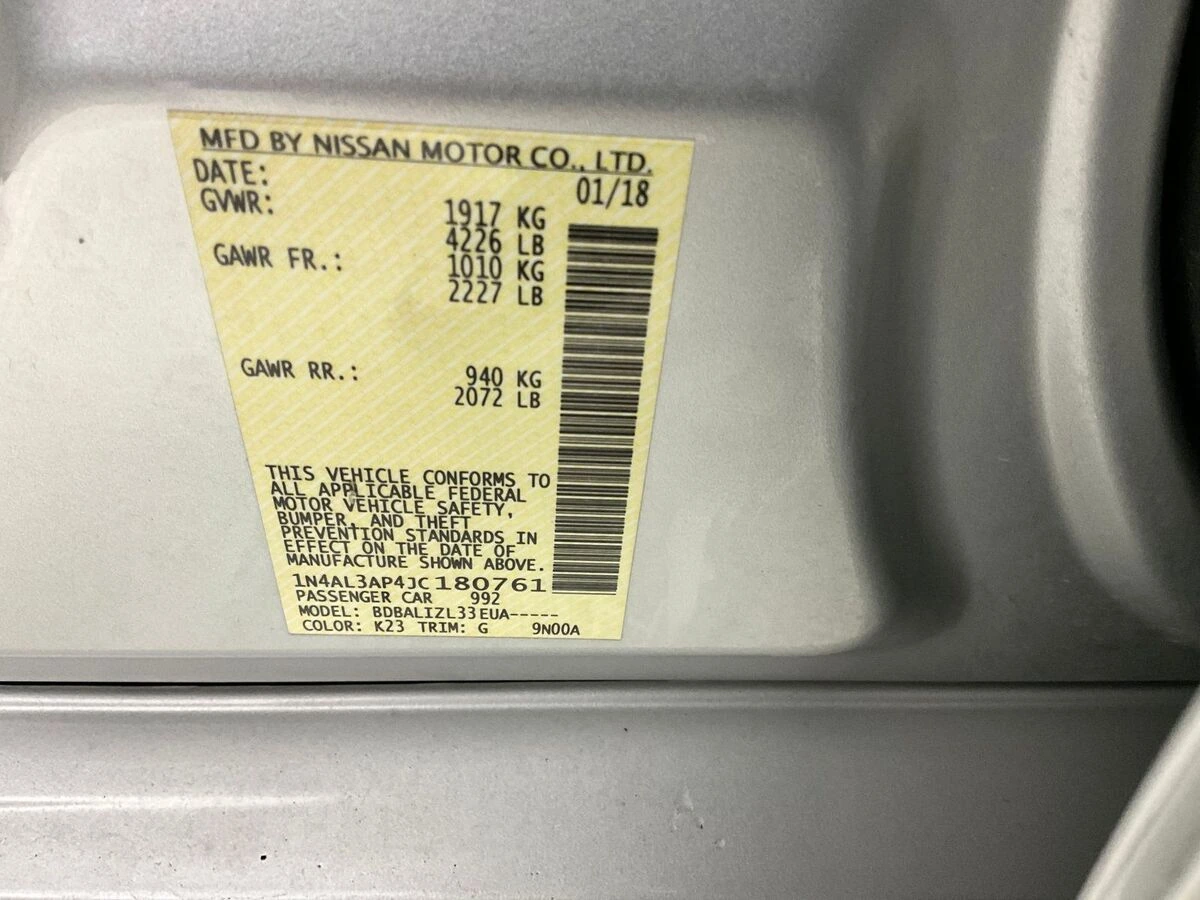 MFD BY NISSAN MOTOR CO., LTD.
DATE: 01/18
GVWR: 1917 KG
4226 LB
GAWR FR.: 1010 KG
2227 LB
GAWR RR.: 940 KG
2072 LB
THIS VEHICLE CONFORMS TO
ALL APPLICABLE FEDERAL
MOTOR VEHICLE SAFETY,
BUMPER, AND THEFT
PREVENTION STANDARDS IN
EFFECT ON THE DATE OF
MANUFACTURE SHOWN ABOVE.
1N4AL3AP4JC180761
PASSENGER CAR 992
MODEL: BDBALIZL33EUA-----
COLOR: K23 TRIM: G 9N00A